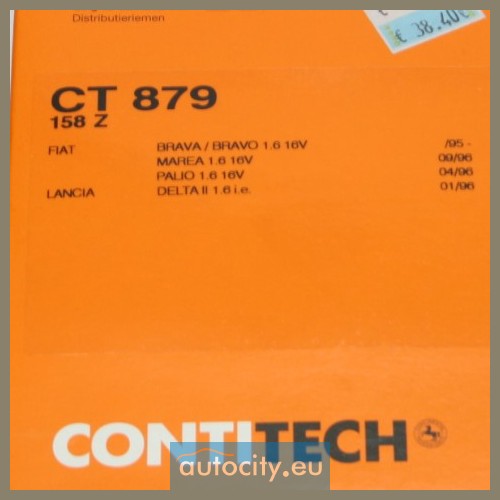 Distributieriemen
€ 38.40€
CT 879
158 Z
FIAT BRAVA / BRAVO 1.6 16V /95 -
MAREA 1.6 16V 09/96
PALIO 1.6 16V 04/96
LANCIA DELTA II 1.6 i.e. 01/96
CONTITECH
autocity.eu